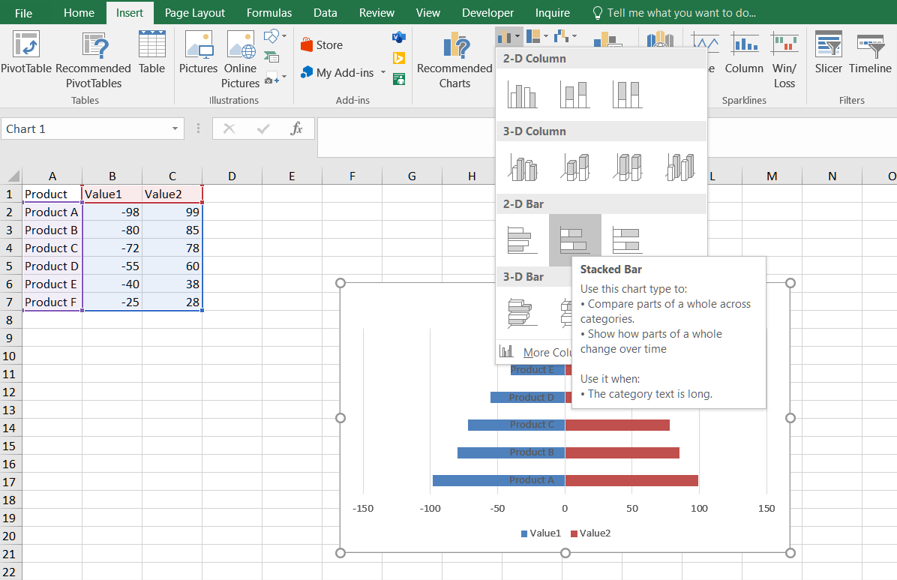 File Home Insert Page Layout Formulas Data Review View Developer Inquire Tell me what you want to do...
PivotTable Recommended PivotTables Table
Tables
Pictures Online Pictures
Illustrations
Store
My Add-ins
Add-ins
Recommended Charts
Column Win/ Loss
Sparklines
Slicer Timeline
Filters
Chart 1
fx
A B C D E F G H L M N O
1 Product Value1 Value2
2 Product A -98 99
3 Product B -80 85
4 Product C -72 78
5 Product D -55 60
6 Product E -40 38
7 Product F -25 28
8
9
10
11
12
13
14
15
16
17
18
19
20
21
22
2-D Column
3-D Column
2-D Bar
3-D Bar
More Colu
Stacked Bar
Use this chart type to:
• Compare parts of a whole across
categories.
• Show how parts of a whole
change over time
Use it when:
• The category text is long.
Product E
Product D
Product C
Product B
Product A
-150 -100 -50 0 50 100 150
Value1 Value2